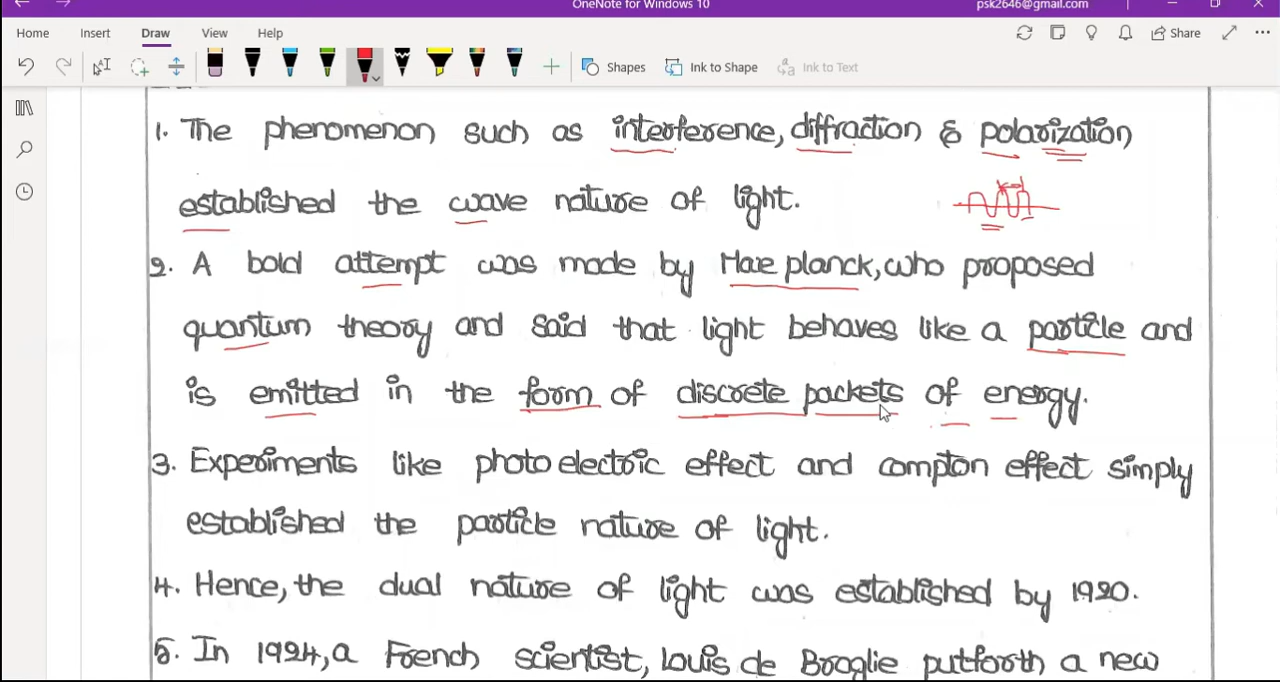 OneNote for Windows 10
psk2646@gmail.com
Home Insert Draw View Help
Share
Shapes Ink to Shape Ink to Text
1. The phenomenon such as interference, diffraction & polarization
established the wave nature of light.
2. A bold attempt was made by Max planck, who proposed
quantum theory and said that light behaves like a particle and
is emitted in the form of discrete packets of energy.
3. Experiments like photo electric effect and compton effect simply
established the particle nature of light.
4. Hence, the dual nature of light was established by 1920.
5. In 1924, a French scientist, Louis de Broglie putforth a new